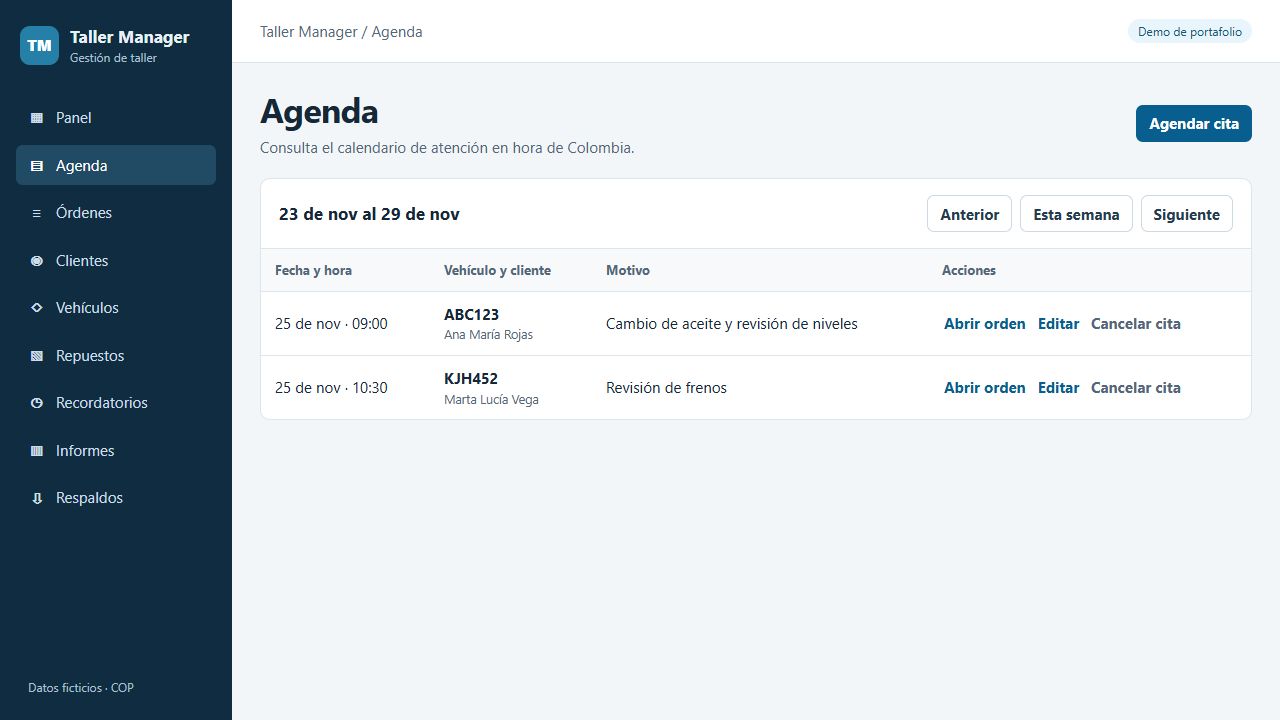 TM
Taller Manager
Gestión de taller
Panel
Agenda
Órdenes
Clientes
Vehículos
Repuestos
Recordatorios
Informes
Respaldos
Datos ficticios · COP
Taller Manager / Agenda
Demo de portafolio
Agenda
Consulta el calendario de atención en hora de Colombia.
Agendar cita
23 de nov al 29 de nov
Anterior
Esta semana
Siguiente
Fecha y hora Vehículo y cliente Motivo Acciones
25 de nov · 09:00 ABC123 Cambio de aceite y revisión de niveles Abrir orden Editar Cancelar cita
Ana María Rojas
25 de nov · 10:30 KJH452 Revisión de frenos Abrir orden Editar Cancelar cita
Marta Lucía Vega